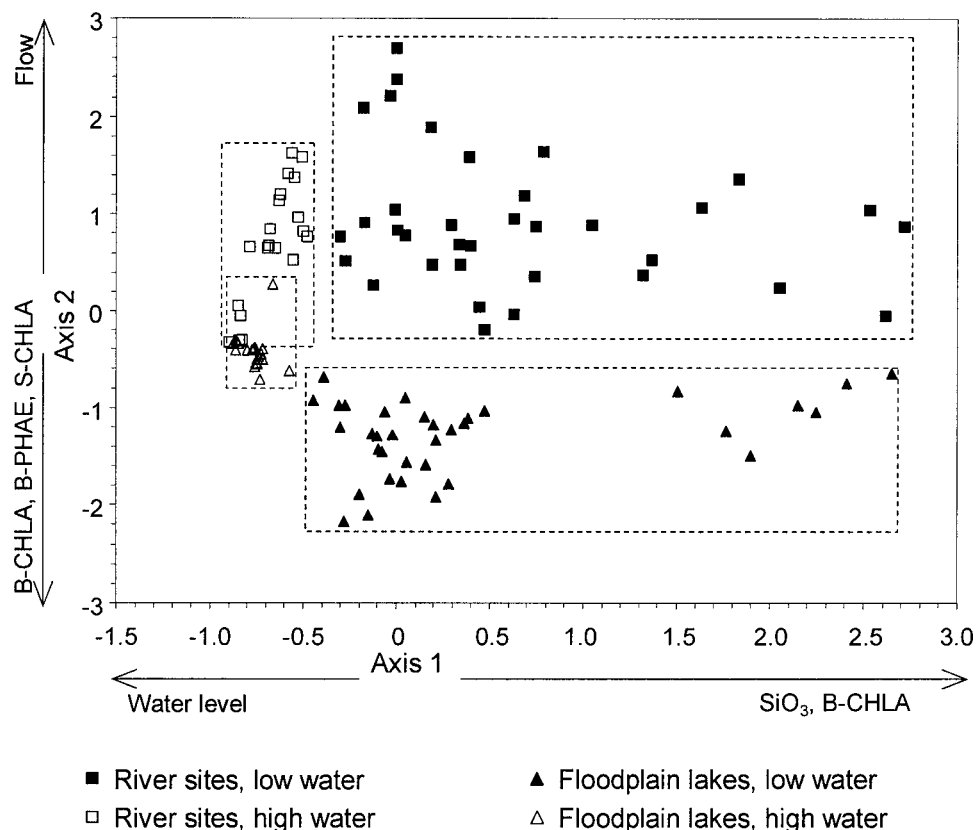 Flow
Axis 2
B-CHLA, B-PHAE, S-CHLA
3
2
1
0
-1
-2
-3
-1.5 -1.0 -0.5 0 0.5 1.0 1.5 2.0 2.5 3.0
Axis 1
Water level SiO₃, B-CHLA
■ River sites, low water ▲ Floodplain lakes, low water
□ River sites, high water △ Floodplain lakes, high water